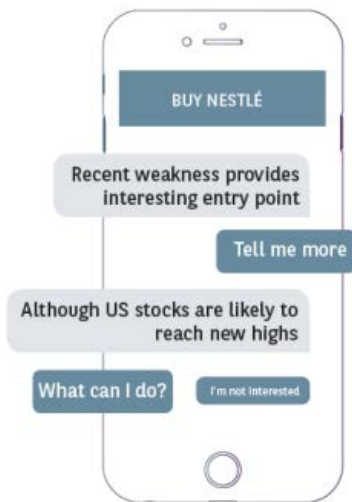 BUY NESTLÉ
Recent weakness provides
interesting entry point
Tell me more
Although US stocks are likely to
reach new highs
What can I do?
I'm not interested